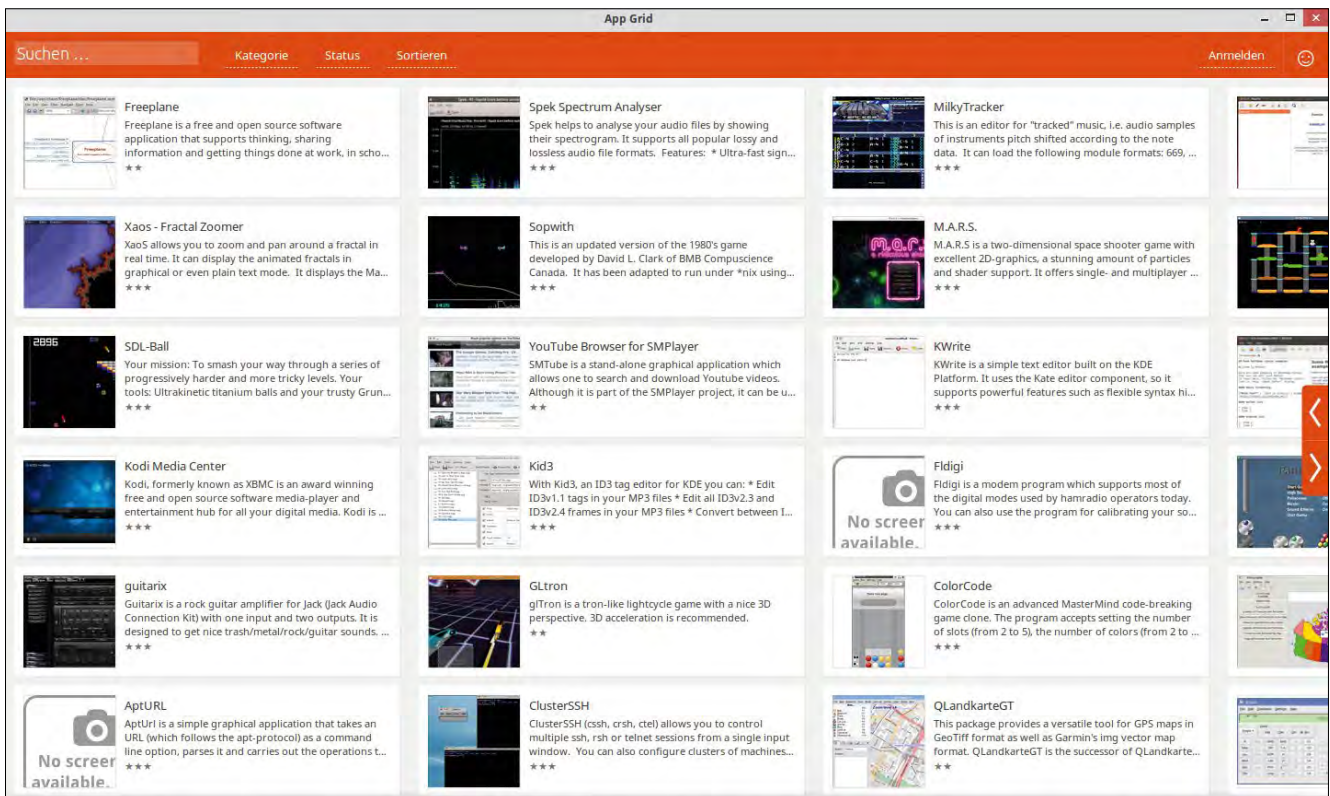 App Grid
Suchen ...
Kategorie
Status
Sortieren
Anmelden
Freeplane
Freeplane is a free and open source software
application that supports thinking, sharing
information and getting things done at work, in scho...
★★
Spek Spectrum Analyser
Spek helps to analyse your audio files by showing
their spectrogram. It supports all popular lossy and
lossless audio file formats. Features: * Ultra-fast sign...
★★★
MilkyTracker
This is an editor for "tracked" music, i.e. audio samples
of instruments pitch shifted according to the note
data. It can load the following module formats: 669, ...
★★★
Xaos - Fractal Zoomer
XaoS allows you to zoom and pan around a fractal in
real time. It can display the animated fractals in
graphical or even plain text mode. It displays the Ma...
★★★
Sopwith
This is an updated version of the 1980's game
developed by David L. Clark of BMB Compuscience
Canada. It has been adapted to run under *nix using...
★★★
M.A.R.S.
M.A.R.S is a two-dimensional space shooter game with
excellent 2D-graphics, a stunning amount of particles
and shader support. It offers single- and multiplayer ...
★★★
2896
SDL-Ball
Your mission: To smash your way through a series of
progressively harder and more tricky levels. Your
tools: Ultrakinetic titanium balls and your trusty Grun...
★★★
YouTube Browser for SMPlayer
SMTube is a stand-alone graphical application which
allows one to search and download Youtube videos.
Although it is part of the SMPlayer project, it can be u...
★★
KWrite
KWrite is a simple text editor built on the KDE
Platform. It uses the Kate editor component, so it
supports powerful features such as flexible syntax hi...
★★★
Kodi Media Center
Kodi, formerly known as XBMC is an award winning
free and open source software media-player and
entertainment hub for all your digital media. Kodi is ...
★★★
Kid3
With Kid3, an ID3 tag editor for KDE you can: * Edit
ID3v1.1 tags in your MP3 files * Edit all ID3v2.3 and
ID3v2.4 frames in your MP3 files * Convert between I...
★★★
No screen
available.
Fldigi
Fldigi is a modem program which supports most of
the digital modes used by hamradio operators today.
You can also use the program for calibrating your so...
★★★
guitarix
Guitarix is a rock guitar amplifier for Jack (Jack Audio
Connection Kit) with one input and two outputs. It is
designed to get nice trash/metal/rock/guitar sounds. ...
★★★
GLtron
glTron is a tron-like lightcycle game with a nice 3D
perspective. 3D acceleration is recommended.
★★
ColorCode
ColorCode is an advanced MasterMind code-breaking
game clone. The program accepts setting the number
of slots (from 2 to 5), the number of colors (from 2 to ...
★★★
No screen
available.
AptURL
AptUrl is a simple graphical application that takes an
URL (which follows the apt-protocol) as a command
line option, parses it and carries out the operations t...
★★★
ClusterSSH
ClusterSSH (cssh, crsh, ctel) allows you to control
multiple ssh, rsh or telnet sessions from a single input
window. You can also configure clusters of machines...
★★★
QLandkarteGT
This package provides a versatile tool for GPS maps in
GeoTiff format as well as Garmin's img vector map
format. QLandkarteGT is the successor of QLandkarte...
★★